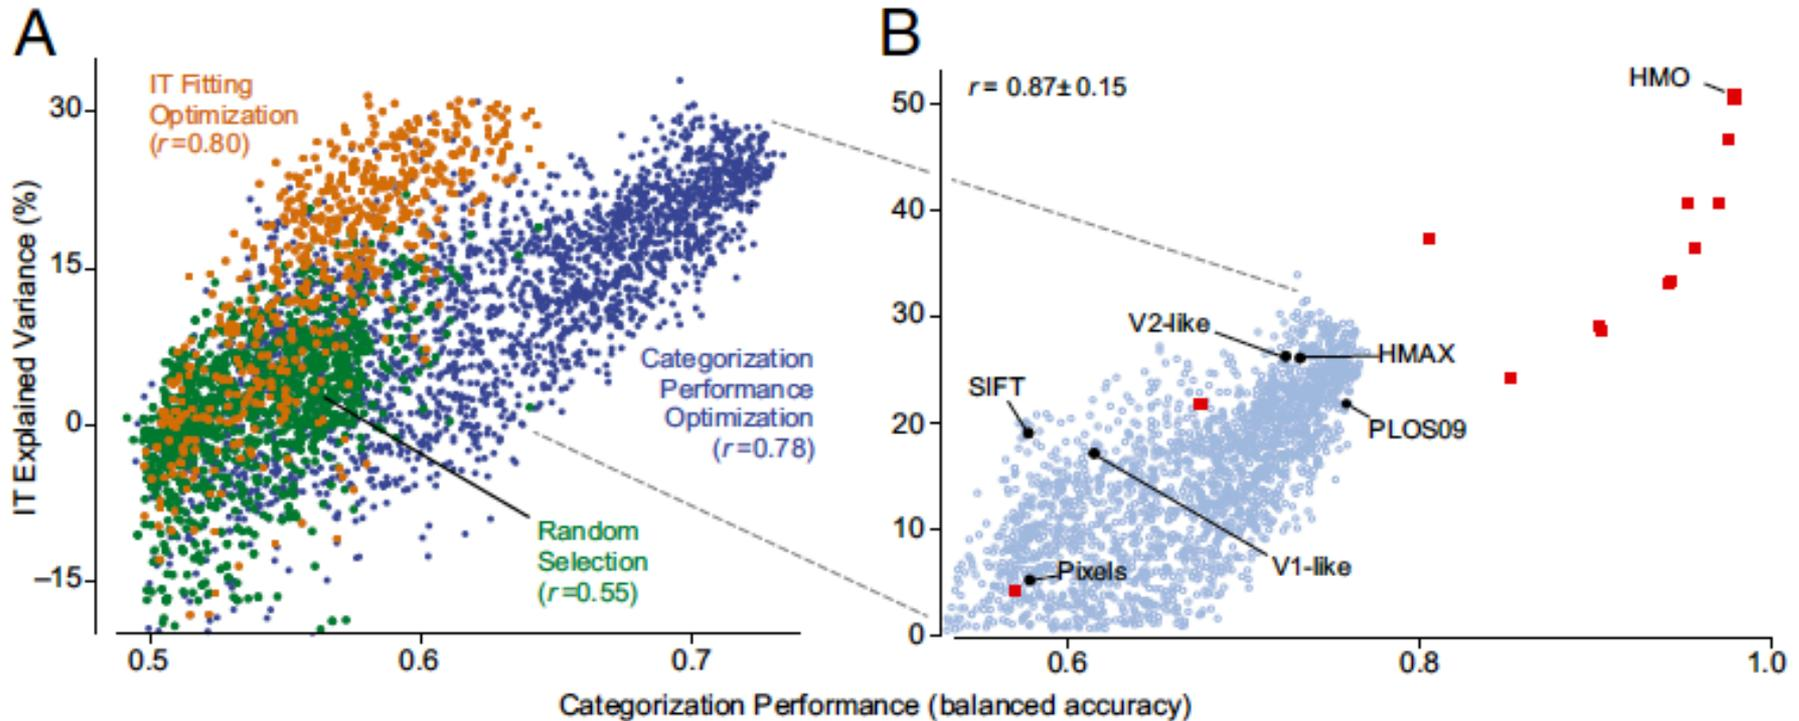 A
IT Fitting
Optimization
(r=0.80)
30
15
0
–15
IT Explained Variance (%)
Categorization
Performance
Optimization
(r=0.78)
Random
Selection
(r=0.55)
0.5
0.6
0.7
B
r = 0.87± 0.15
HMO
50
40
30
20
10
0
V2-like
HMAX
SIFT
PLOS09
V1-like
Pixels
0.6
0.8
1.0
Categorization Performance (balanced accuracy)